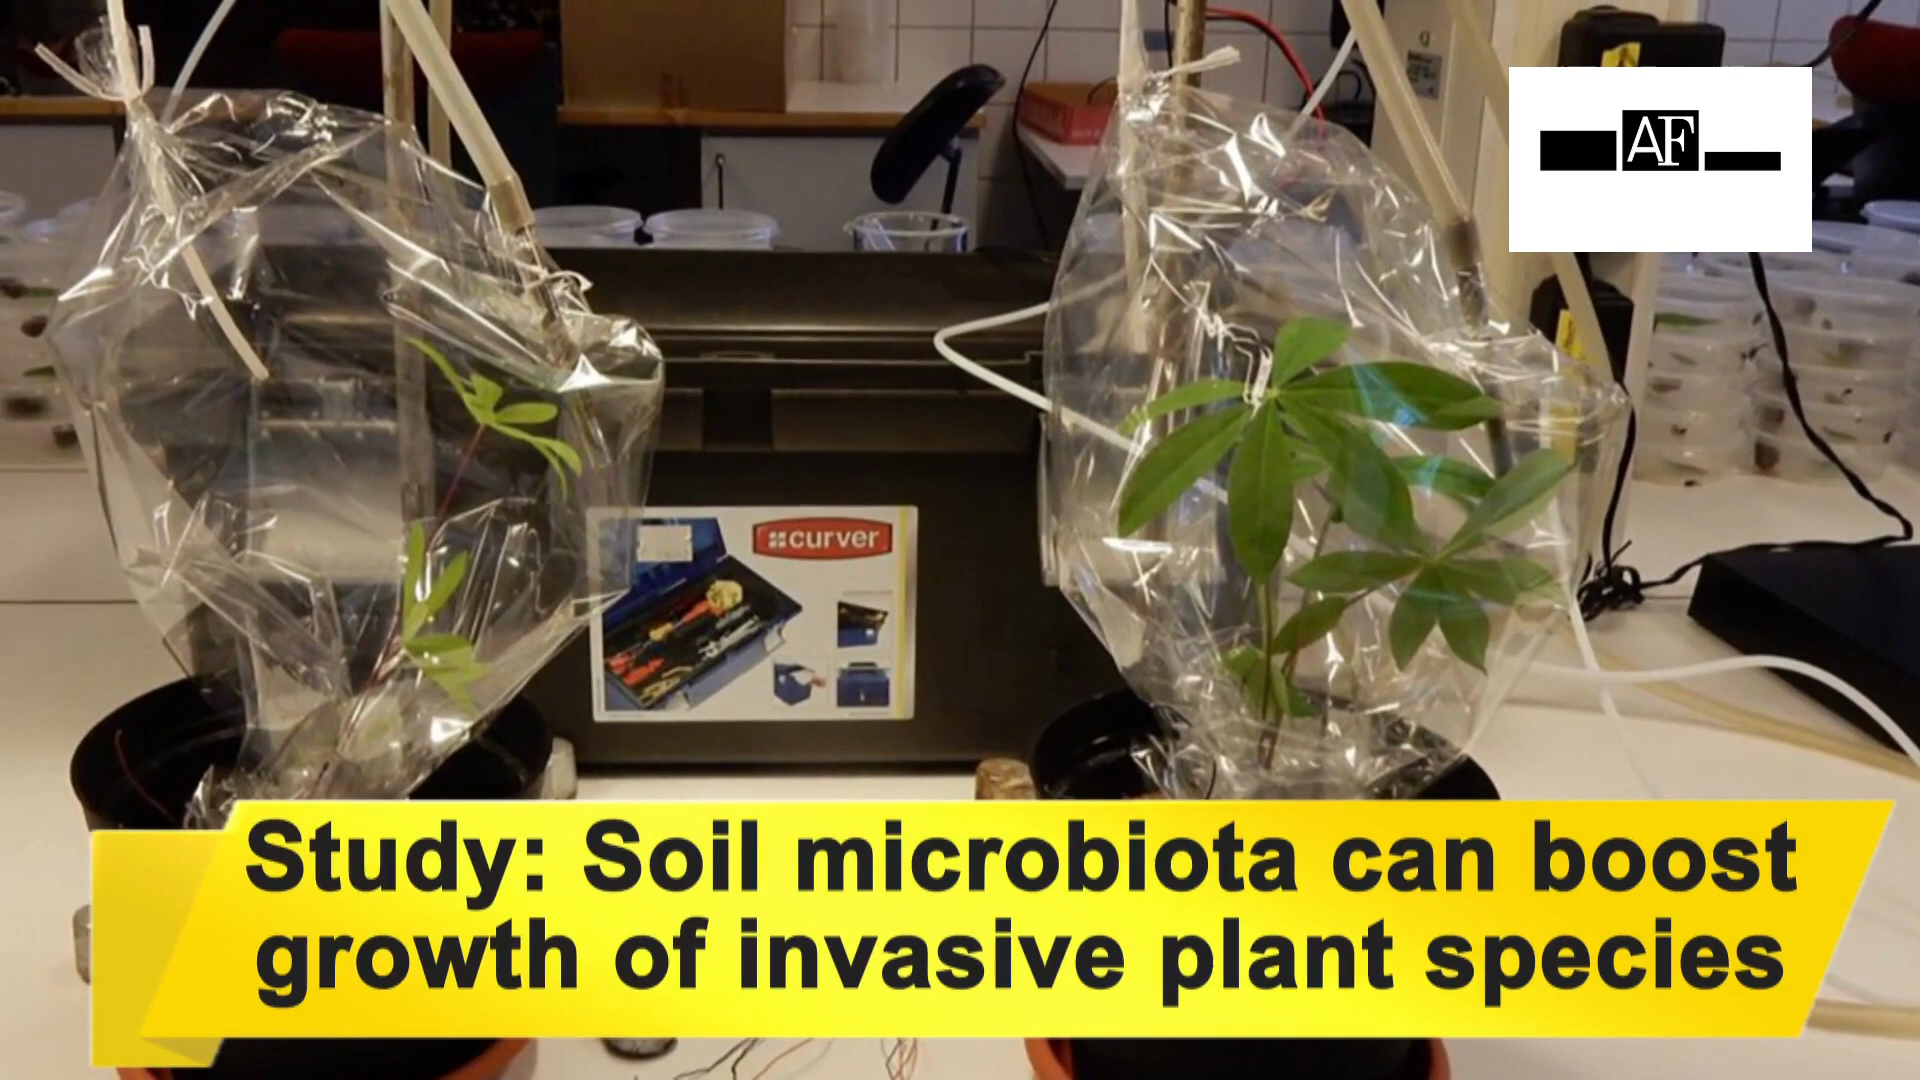 AF
curver
Study: Soil microbiota can boost
growth of invasive plant species